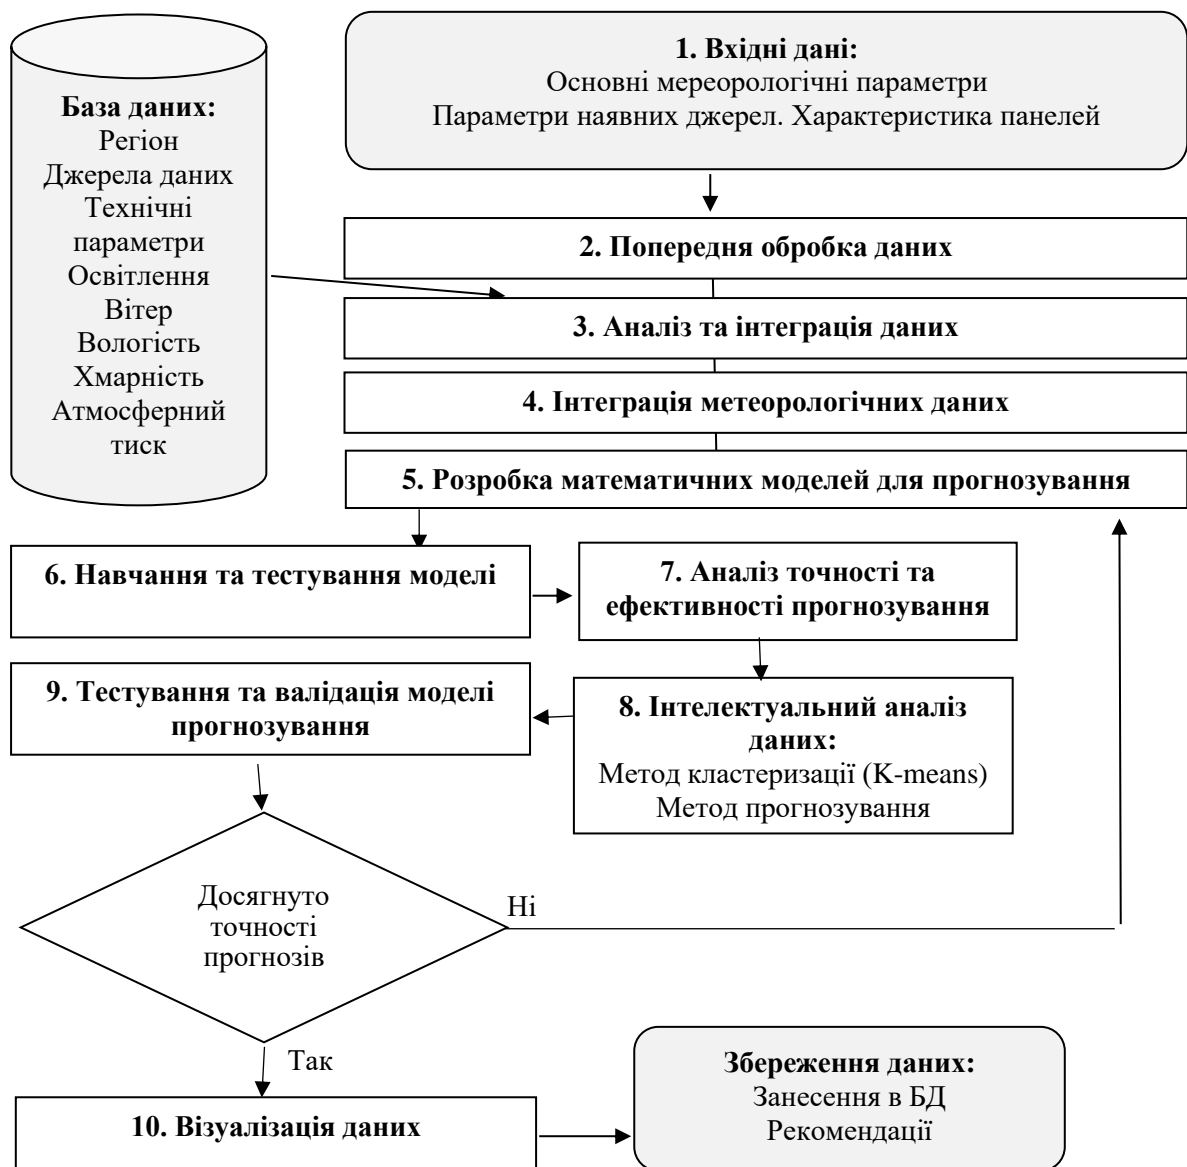 База даних:
Регіон
Джерела даних
Технічні
параметри
Освітлення
Вітер
Вологість
Хмарність
Атмосферний
тиск
1. Вхідні дані:
Основні мереорологічні параметри
Параметри наявних джерел. Характеристика панелей
2. Попередня обробка даних
3. Аналіз та інтеграція даних
4. Інтеграція метеорологічних даних
5. Розробка математичних моделей для прогнозування
6. Навчання та тестування моделі
7. Аналіз точності та
ефективності прогнозування
9. Тестування та валідація моделі
прогнозування
8. Інтелектуальний аналіз
даних:
Метод кластеризації (K-means)
Метод прогнозування
Досягнуто
точності
прогнозів
Ні
Так
10. Візуалізація даних
Збереження даних:
Занесення в БД
Рекомендації